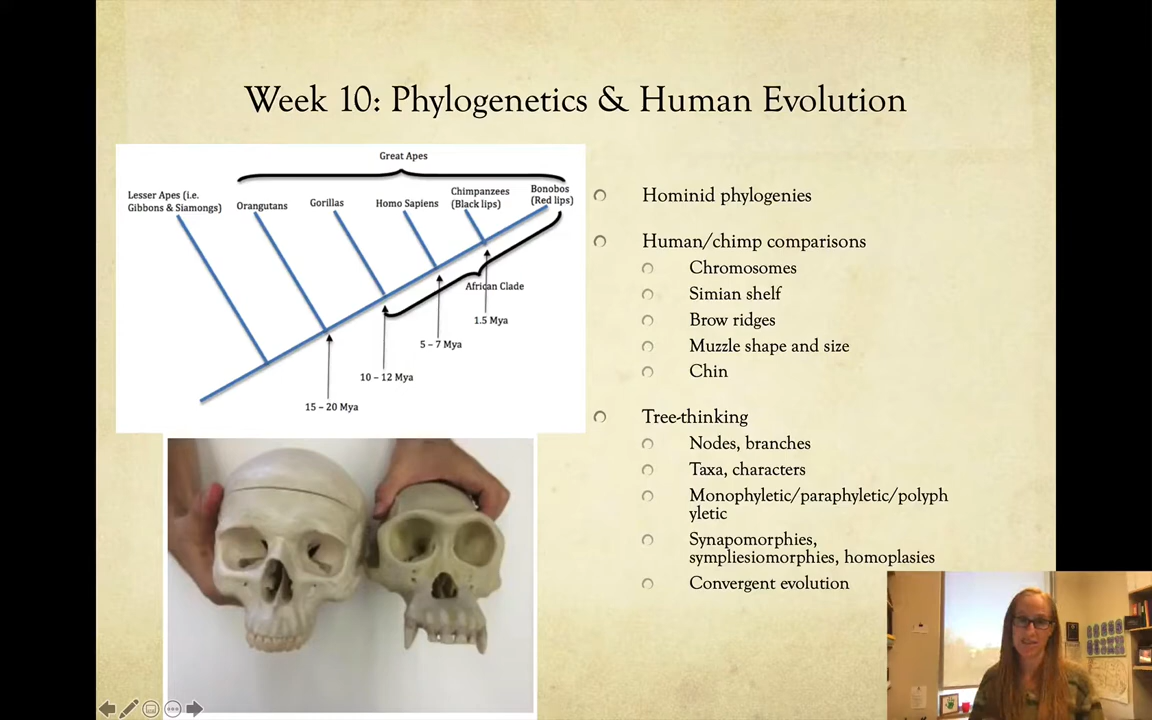 Week 10: Phylogenetics & Human Evolution
Great Apes
Lesser Apes (i.e.
Gibbons & Siamongs)
Orangutans
Gorillas
Homo Sapiens
Chimpanzees
(Black lips)
Bonobos
(Red lips)
African Clade
1.5 Mya
5 – 7 Mya
10 – 12 Mya
15 – 20 Mya
Hominid phylogenies
Human/chimp comparisons
Chromosomes
Simian shelf
Brow ridges
Muzzle shape and size
Chin
Tree-thinking
Nodes, branches
Taxa, characters
Monophyletic/paraphyletic/polyph
yletic
Synapomorphies,
sympliesiomorphies, homoplasies
Convergent evolution